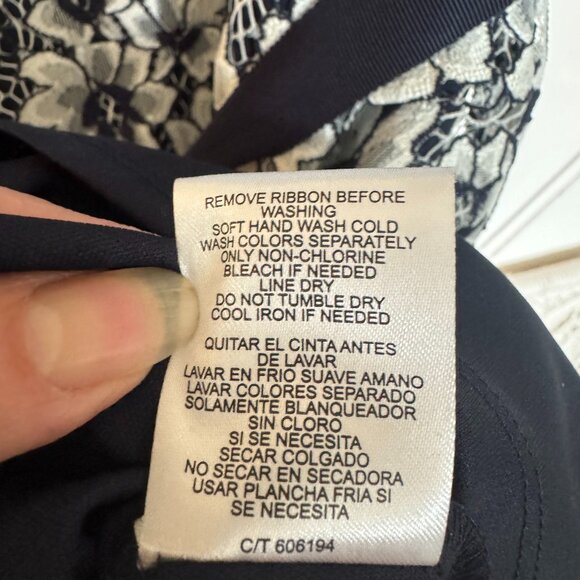 REMOVE RIBBON BEFORE
WASHING
SOFT HAND WASH COLD
WASH COLORS SEPARATELY
ONLY NON-CHLORINE
BLEACH IF NEEDED
LINE DRY
DO NOT TUMBLE DRY
COOL IRON IF NEEDED
QUITAR EL CINTA ANTES
DE LAVAR
LAVAR EN FRIO SUAVE AMANO
LAVAR COLORES SEPARADO
SOLAMENTE BLANQUEADOR
SIN CLORO
SI SE NECESITA
SECAR COLGADO
NO SECAR EN SECADORA
USAR PLANCHA FRIA SI
SE NECESITA
C/T 606194